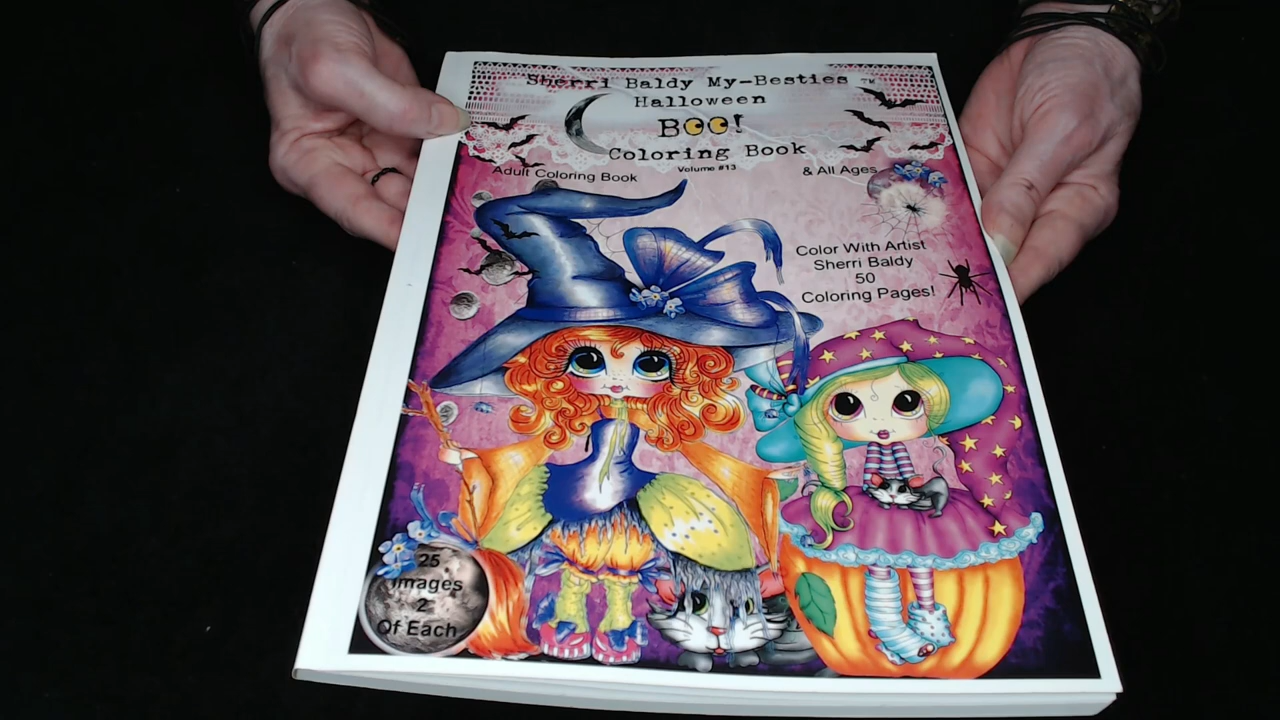 Sherri Baldy My-Besties TM
Halloween
BOO!
Coloring Book
Volume #13
Adult Coloring Book
& All Ages
Color With Artist
Sherri Baldy
50
Coloring Pages!
25
Images
2
Of Each